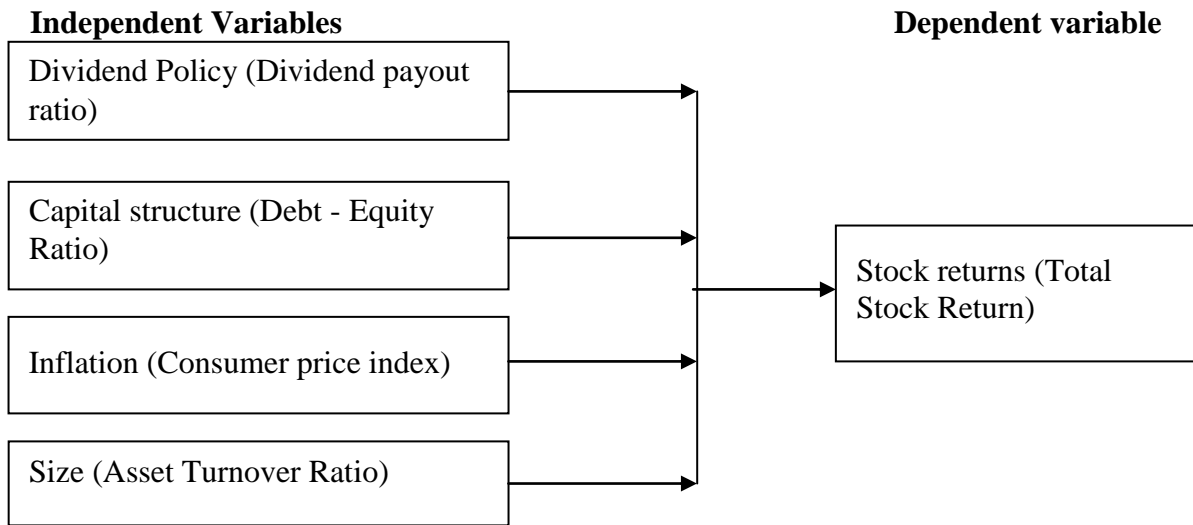 Independent Variables
Dependent variable
Dividend Policy (Dividend payout
ratio)
Capital structure (Debt - Equity
Ratio)
Inflation (Consumer price index)
Size (Asset Turnover Ratio)
Stock returns (Total
Stock Return)